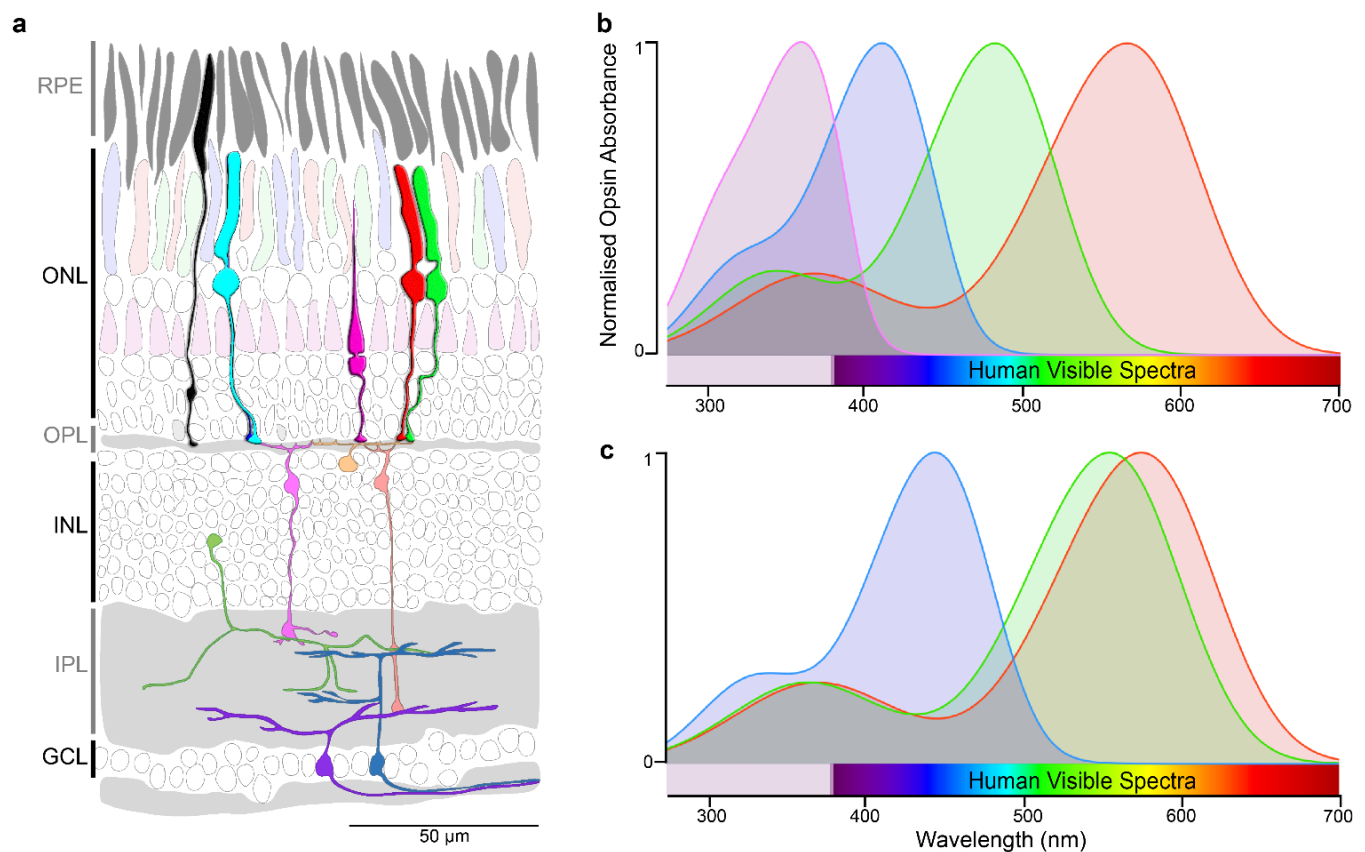 a
RPE
ONL
OPL
INL
IPL
GCL
50 µm
b
Normalised Opsin Absorbance
1
0
Human Visible Spectra
300 400 500 600 700
c
1
0
Human Visible Spectra
300 400 500 600 700
Wavelength (nm)